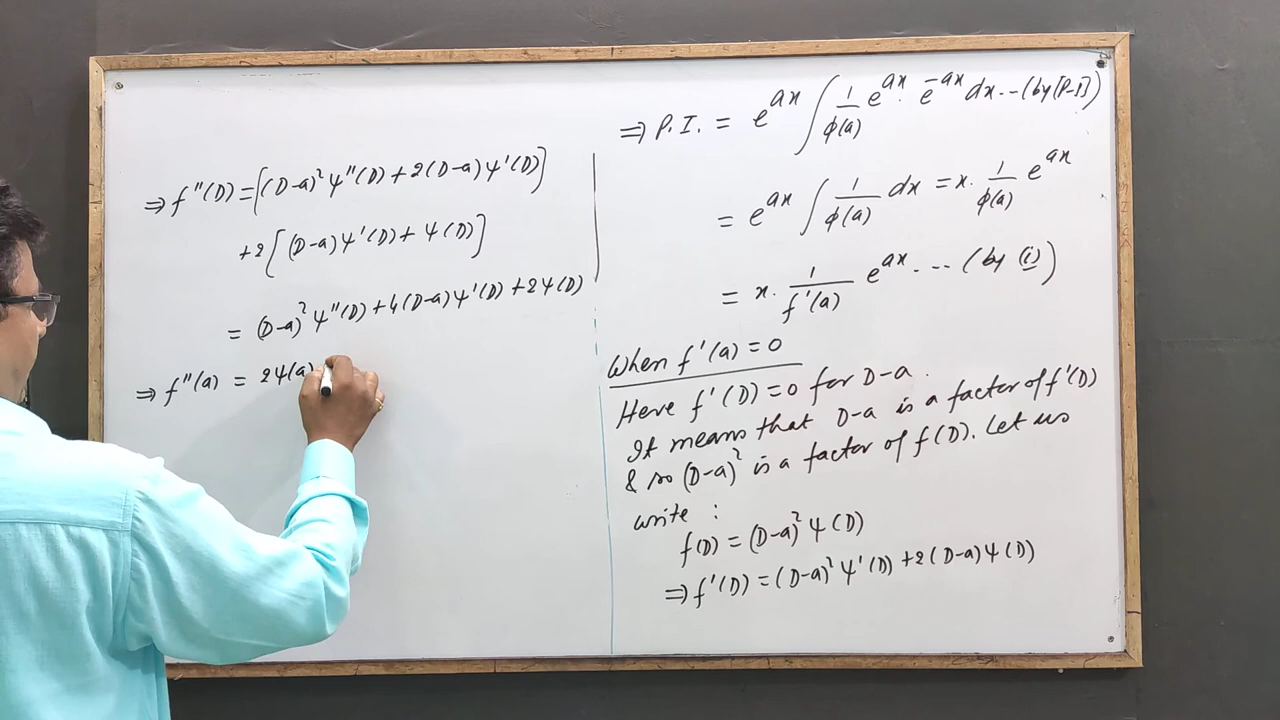 ⇒ f''(D) = [(D-a)² ψ''(D) + 2(D-a)ψ'(D)]
+2[(D-a)ψ'(D) + ψ(D)]
= (D-a)² ψ''(D) + 4(D-a)ψ'(D) + 2ψ(D)
⇒ f''(a) = 2ψ(a)
⇒ P.I. = e^{ax} ∫ 1/φ(a) e^{ax}. e^{-ax} dx -- (by [P-I])
= e^{ax} ∫ 1/φ(a) dx = x. 1/φ(a) e^{ax}
= x. 1/f'(a) e^{ax} . --- (by (i))
When f'(a) = 0
Here f'(D) = 0 for D-a.
It means that D-a is a factor of f'(D)
& so (D-a)² is a factor of f(D). Let us
write :
f(D) = (D-a)² ψ(D)
⇒ f'(D) = (D-a)² ψ'(D) + 2(D-a)ψ(D)